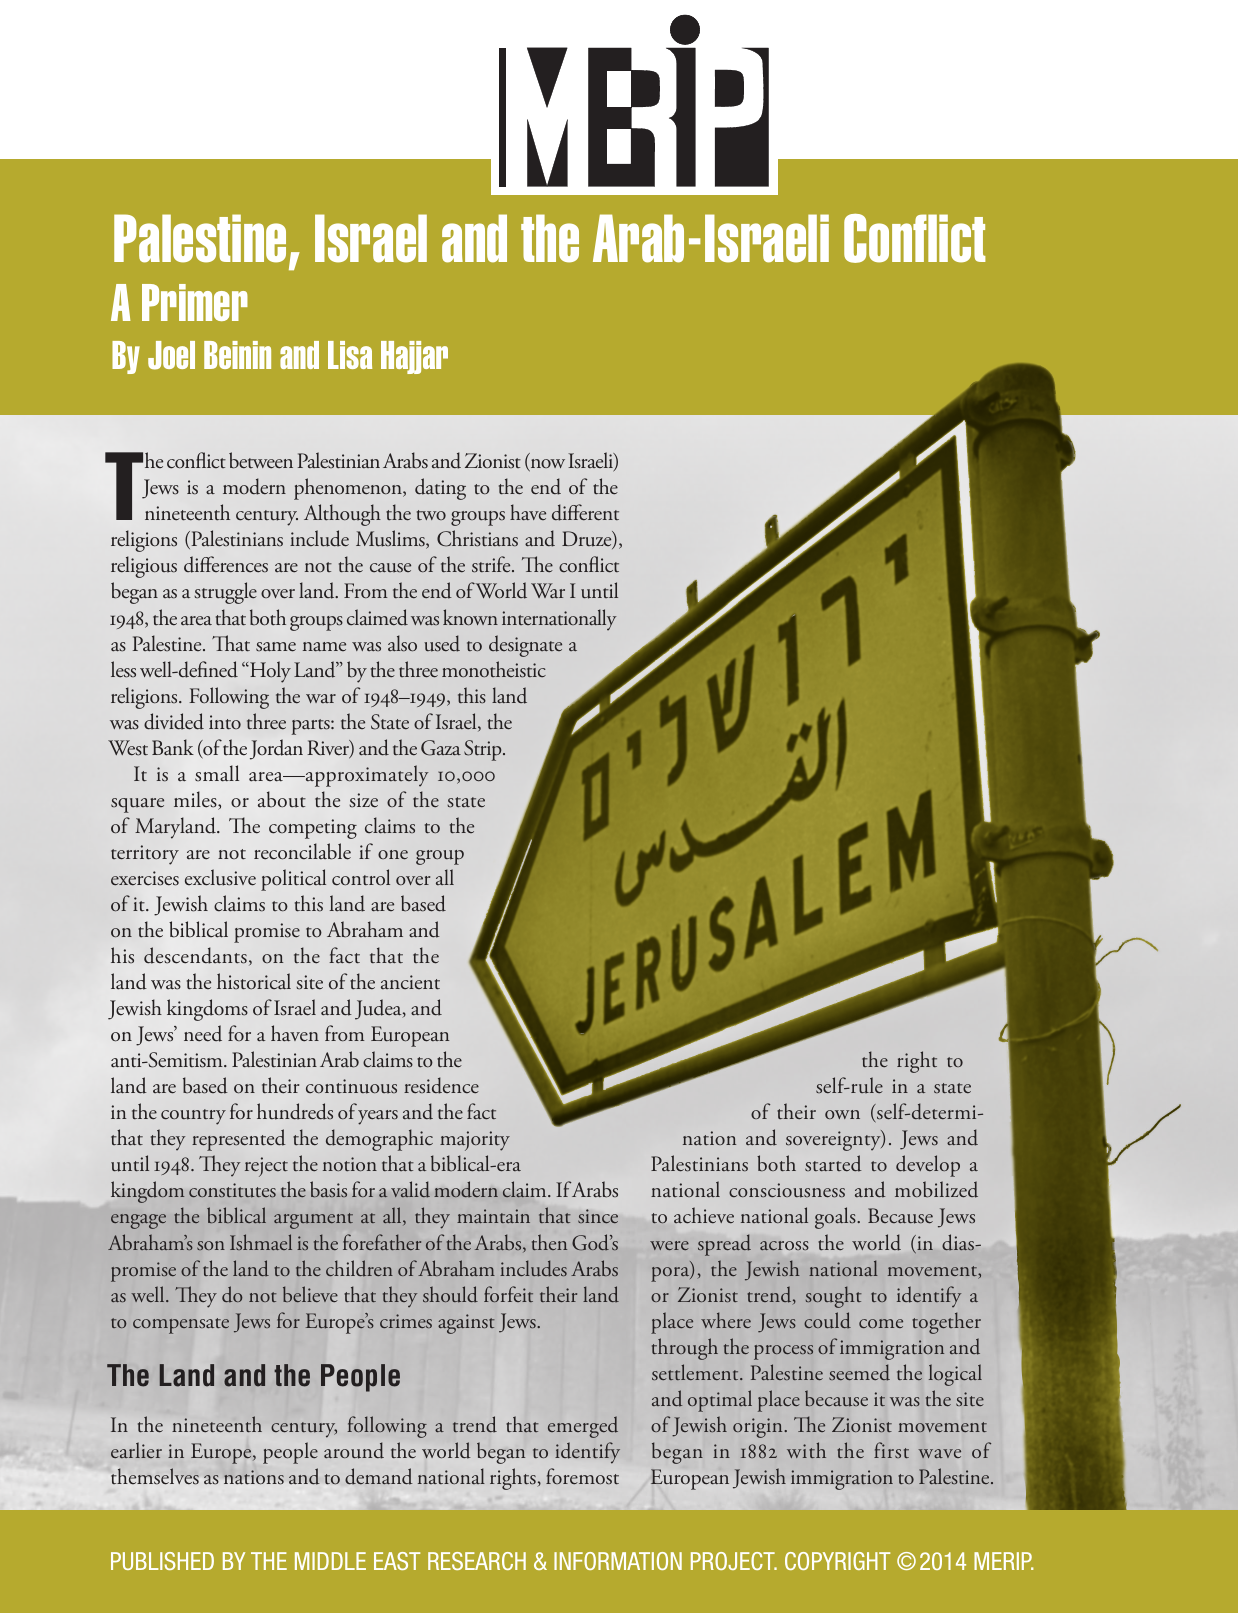 MERIP
Palestine, Israel and the Arab-Israeli Conflict
A Primer
By Joel Beinin and Lisa Hajjar
The conflict between Palestinian Arabs and Zionist (now Israeli)
Jews is a modern phenomenon, dating to the end of the
nineteenth century. Although the two groups have different
religions (Palestinians include Muslims, Christians and Druze),
religious differences are not the cause of the strife. The conflict
began as a struggle over land. From the end of World War I until
1948, the area that both groups claimed was known internationally
as Palestine. That same name was also used to designate a
less well-defined “Holy Land” by the three monotheistic
religions. Following the war of 1948–1949, this land
was divided into three parts: the State of Israel, the
West Bank (of the Jordan River) and the Gaza Strip.
It is a small area—approximately 10,000
square miles, or about the size of the state
of Maryland. The competing claims to the
territory are not reconcilable if one group
exercises exclusive political control over all
of it. Jewish claims to this land are based
on the biblical promise to Abraham and
his descendants, on the fact that the
land was the historical site of the ancient
Jewish kingdoms of Israel and Judea, and
on Jews’ need for a haven from European
anti-Semitism. Palestinian Arab claims to the
land are based on their continuous residence
in the country for hundreds of years and the fact
that they represented the demographic majority
until 1948. They reject the notion that a biblical-era
kingdom constitutes the basis for a valid modern claim. If Arabs
engage the biblical argument at all, they maintain that since
Abraham’s son Ishmael is the forefather of the Arabs, then God’s
promise of the land to the children of Abraham includes Arabs
as well. They do not believe that they should forfeit their land
to compensate Jews for Europe’s crimes against Jews.
The Land and the People
In the nineteenth century, following a trend that emerged
earlier in Europe, people around the world began to identify
themselves as nations and to demand national rights, foremost
ירושלים
القدس
JERUSALEM
the right to
self-rule in a state
of their own (self-determi-
nation and sovereignty). Jews and
Palestinians both started to develop a
national consciousness and mobilized
to achieve national goals. Because Jews
were spread across the world (in dias-
pora), the Jewish national movement,
or Zionist trend, sought to identify a
place where Jews could come together
through the process of immigration and
settlement. Palestine seemed the logical
and optimal place because it was the site
of Jewish origin. The Zionist movement
began in 1882 with the first wave of
European Jewish immigration to Palestine.
PUBLISHED BY THE MIDDLE EAST RESEARCH & INFORMATION PROJECT. COPYRIGHT © 2014 MERIP.